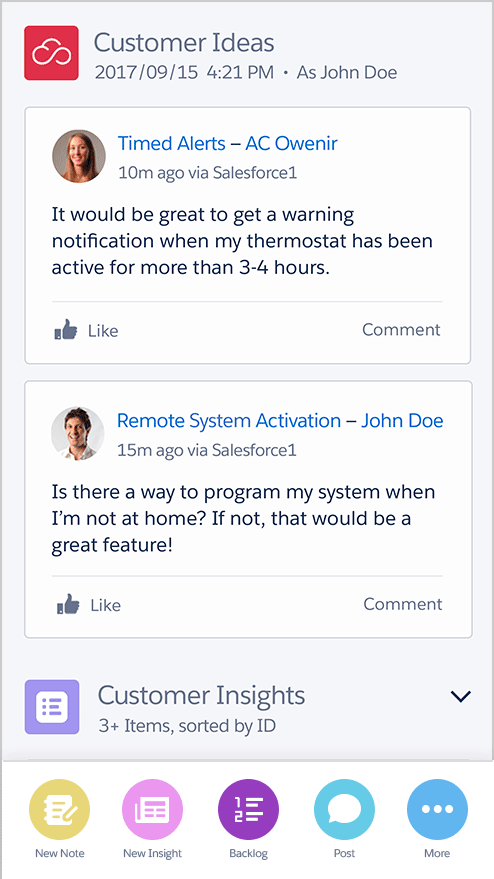 Customer Ideas
2017/09/15 4:21 PM • As John Doe
Timed Alerts – AC Owenir
10m ago via Salesforce1
It would be great to get a warning
notification when my thermostat has been
active for more than 3-4 hours.
Like
Comment
Remote System Activation – John Doe
15m ago via Salesforce1
Is there a way to program my system when
I’m not at home? If not, that would be a
great feature!
Like
Comment
Customer Insights
3+ Items, sorted by ID
1
2
New Note
New Insight
Backlog
Post
More